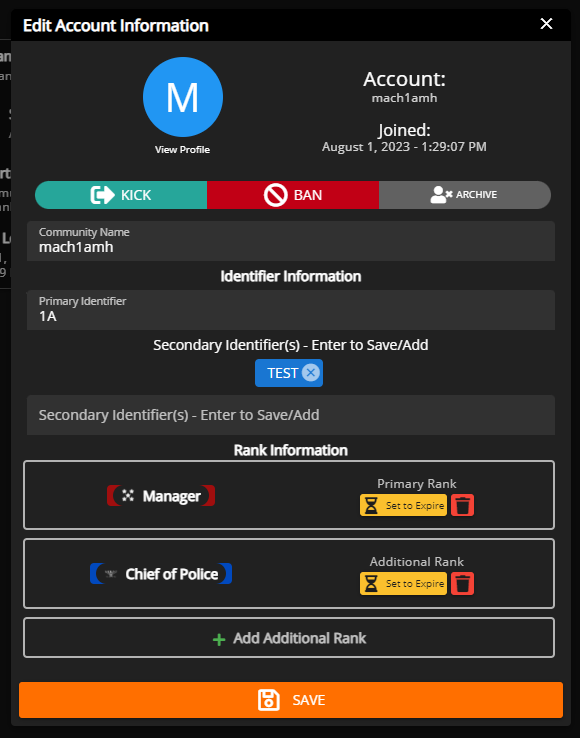 Edit Account Information
M
View Profile
Account:
mach1amh
Joined:
August 1, 2023 - 1:29:07 PM
KICK
BAN
ARCHIVE
Community Name
mach1amh
Identifier Information
Primary Identifier
1A
Secondary Identifier(s) - Enter to Save/Add
TEST
Secondary Identifier(s) - Enter to Save/Add
Rank Information
Manager
Primary Rank
Set to Expire
Chief of Police
Additional Rank
Set to Expire
+ Add Additional Rank
SAVE